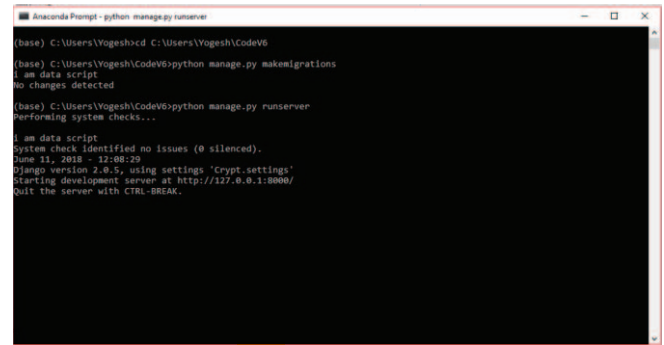 Anaconda Prompt - python manage.py runserver
(base) C:\Users\Yogesh>cd C:\Users\Yogesh\CodeV6
(base) C:\Users\Yogesh\CodeV6>python manage.py makemigrations
i am data script
No changes detected
(base) C:\Users\Yogesh\CodeV6>python manage.py runserver
Performing system checks...
i am data script
System check identified no issues (0 silenced).
June 11, 2018 - 12:08:29
Django version 2.0.5, using settings 'Crypt.settings'
Starting development server at http://127.0.0.1:8000/
Quit the server with CTRL-BREAK.